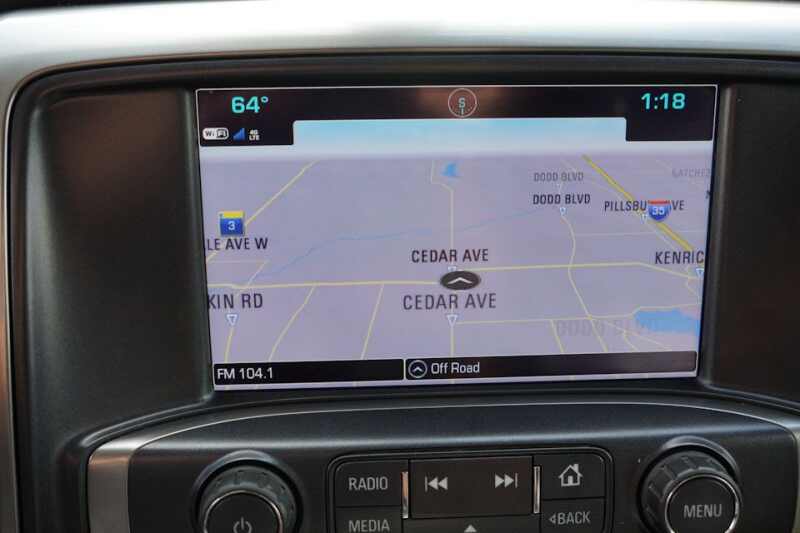 64°
S
1:18
WiFi
4G
LTE
DODD BLVD
DODD BLVD
PILLSBU
VE
35
3
LE AVE W
CEDAR AVE
KENRIC
KIN RD
CEDAR AVE
DODD BLVD
FM 104.1
Off Road
RADIO
MEDIA
BACK
MENU